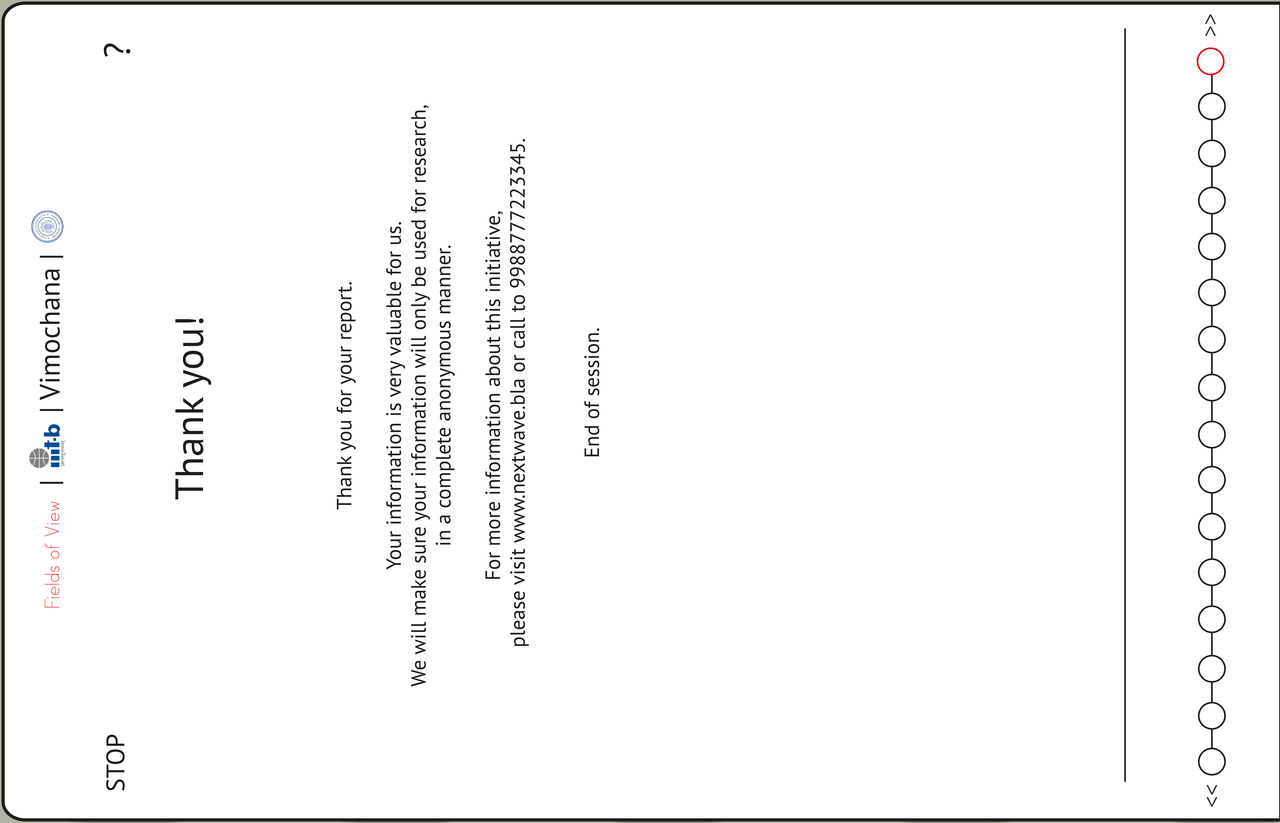 Fields of View | iiit-b | Vimochana |
STOP
?
Thank you!
Thank you for your report.
Your information is very valuable for us.
We will make sure your information will only be used for research,
in a complete anonymous manner.
For more information about this initiative,
please visit www.nextwave.bla or call to 9988777223345.
End of session.
<<
>>